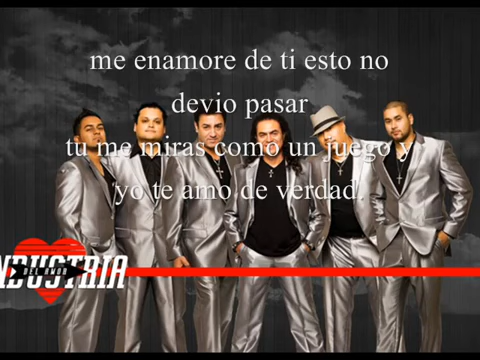 me enamore de ti esto no
devio pasar
tu me miras como un juego y
yo te amo de verdad.
NDUSTRIA
DEL AMOR